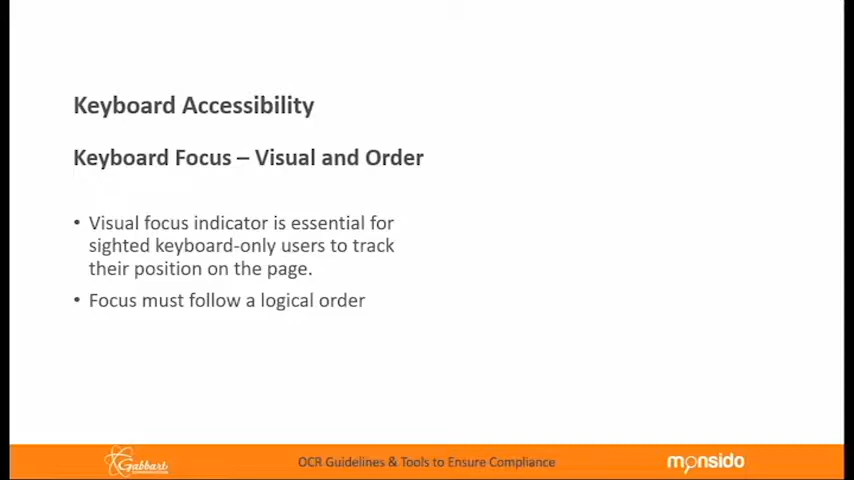 Keyboard Accessibility
Keyboard Focus – Visual and Order
• Visual focus indicator is essential for
sighted keyboard-only users to track
their position on the page.
• Focus must follow a logical order
Gabbart
OCR Guidelines & Tools to Ensure Compliance
monsido